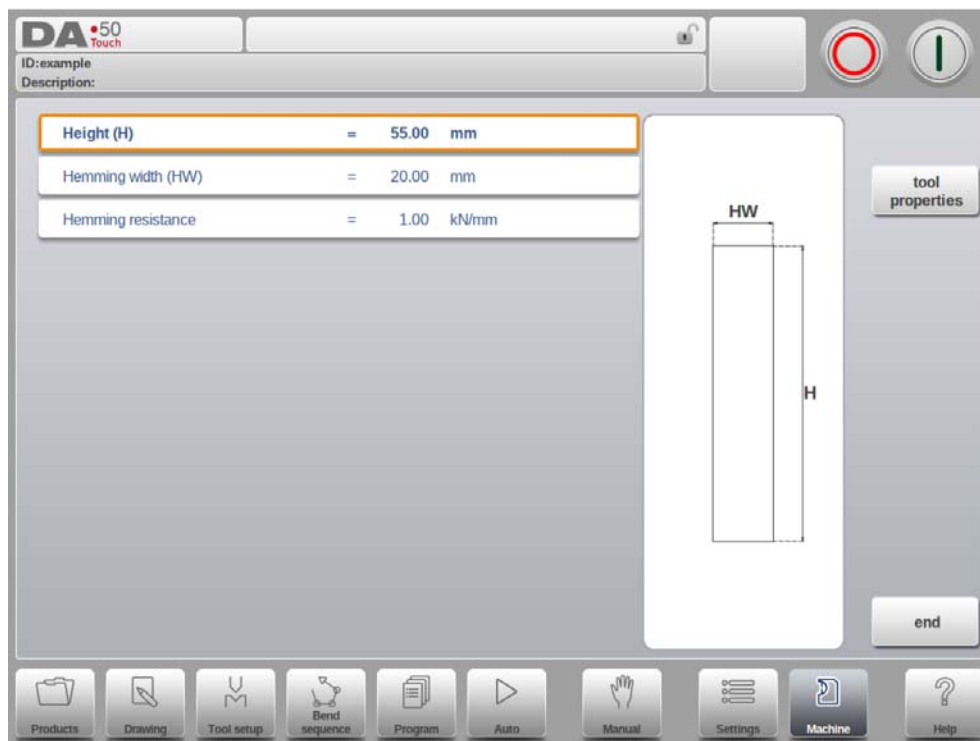 DA•50
Touch
ID:example
Description:
Height (H) = 55.00 mm
Hemming width (HW) = 20.00 mm
Hemming resistance = 1.00 kN/mm
HW
H
tool
properties
end
Products
Drawing
Tool setup
Bend
sequence
Program
Auto
Manual
Settings
Machine
Help